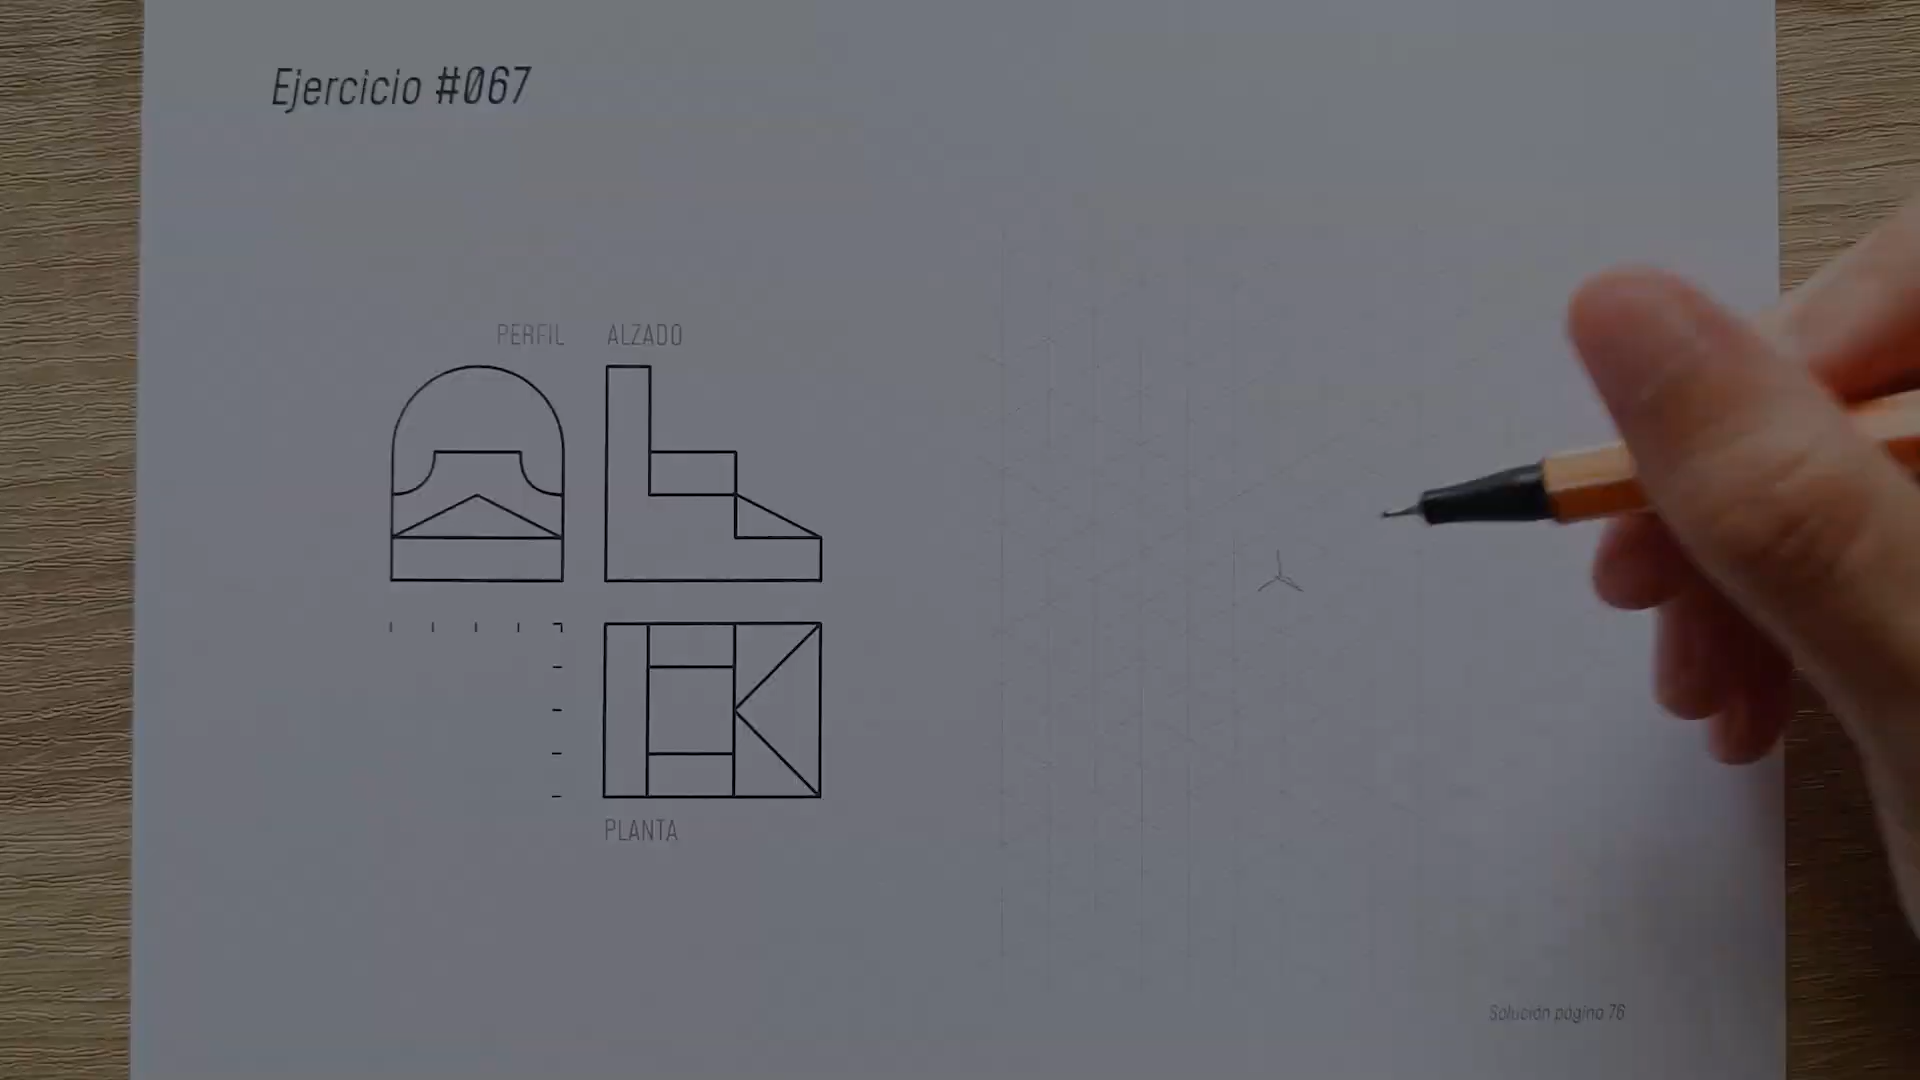 Ejercicio #067
PERFIL
ALZADO
PLANTA
Solución página 76